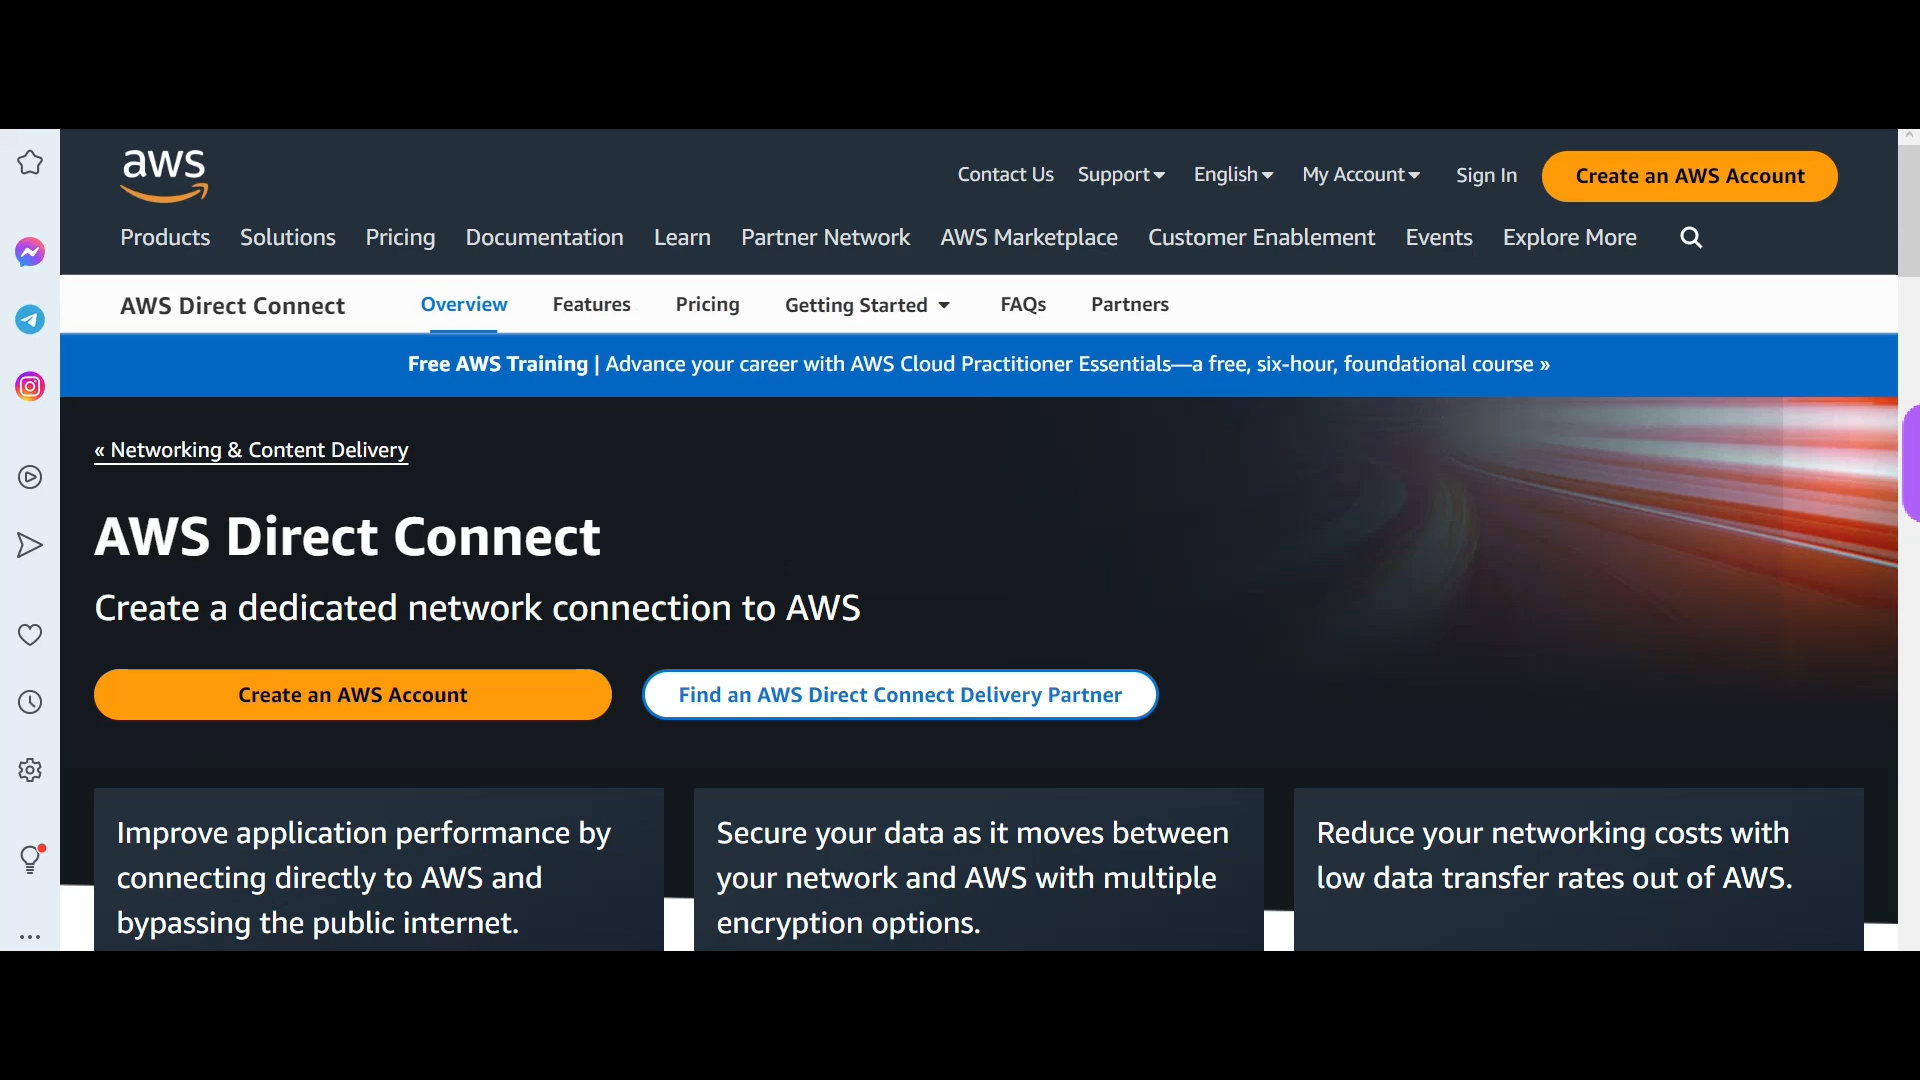 aws
Contact Us Support English My Account Sign In Create an AWS Account
Products Solutions Pricing Documentation Learn Partner Network AWS Marketplace Customer Enablement Events Explore More
AWS Direct Connect Overview Features Pricing Getting Started FAQs Partners
Free AWS Training | Advance your career with AWS Cloud Practitioner Essentials—a free, six-hour, foundational course »
« Networking & Content Delivery
AWS Direct Connect
Create a dedicated network connection to AWS
Create an AWS Account Find an AWS Direct Connect Delivery Partner
Improve application performance by
connecting directly to AWS and
bypassing the public internet.
Secure your data as it moves between
your network and AWS with multiple
encryption options.
Reduce your networking costs with
low data transfer rates out of AWS.